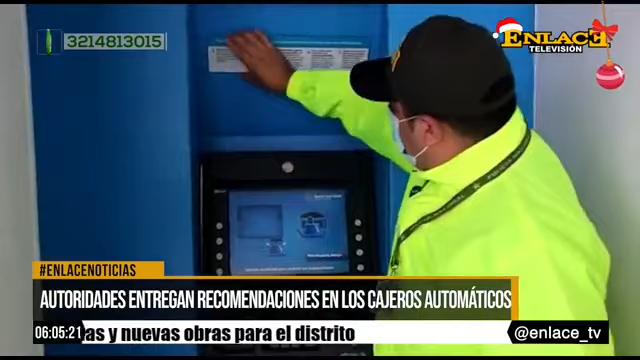 3214813015
ENLACE
TELEVISIÓN
#ENLACENOTICIAS
AUTORIDADES ENTREGAN RECOMENDACIONES EN LOS CAJEROS AUTOMÁTICOS
06:05:21
as y nuevas obras para el distrito
@enlace_tv